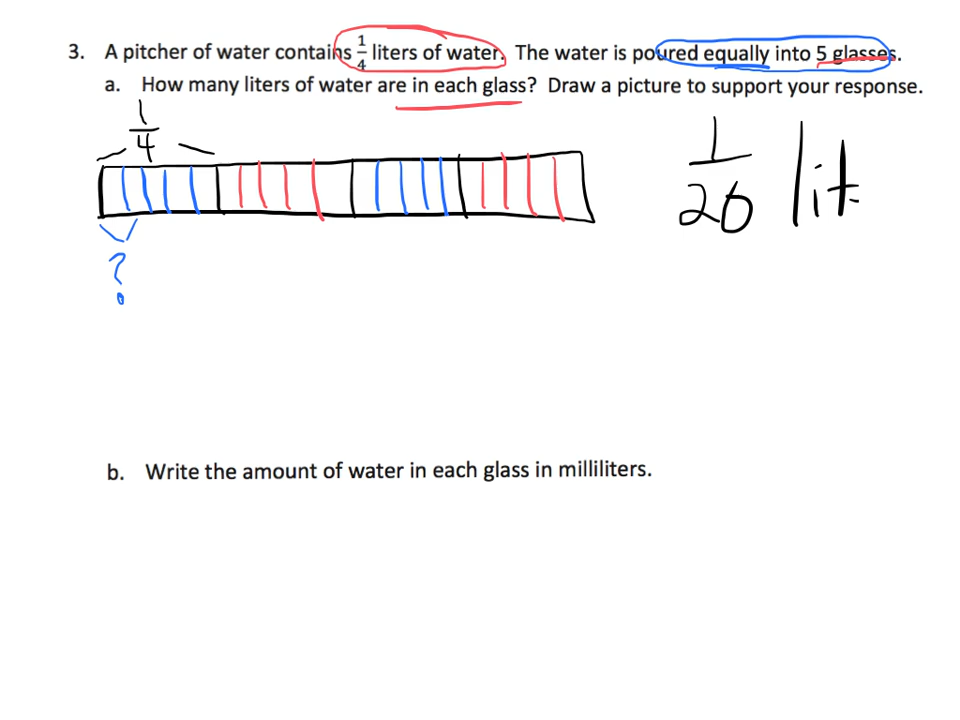 3. A pitcher of water contains 1/4 liters of water. The water is poured equally into 5 glasses.
a. How many liters of water are in each glass? Draw a picture to support your response.
1/4
1/20 lit
?
b. Write the amount of water in each glass in milliliters.